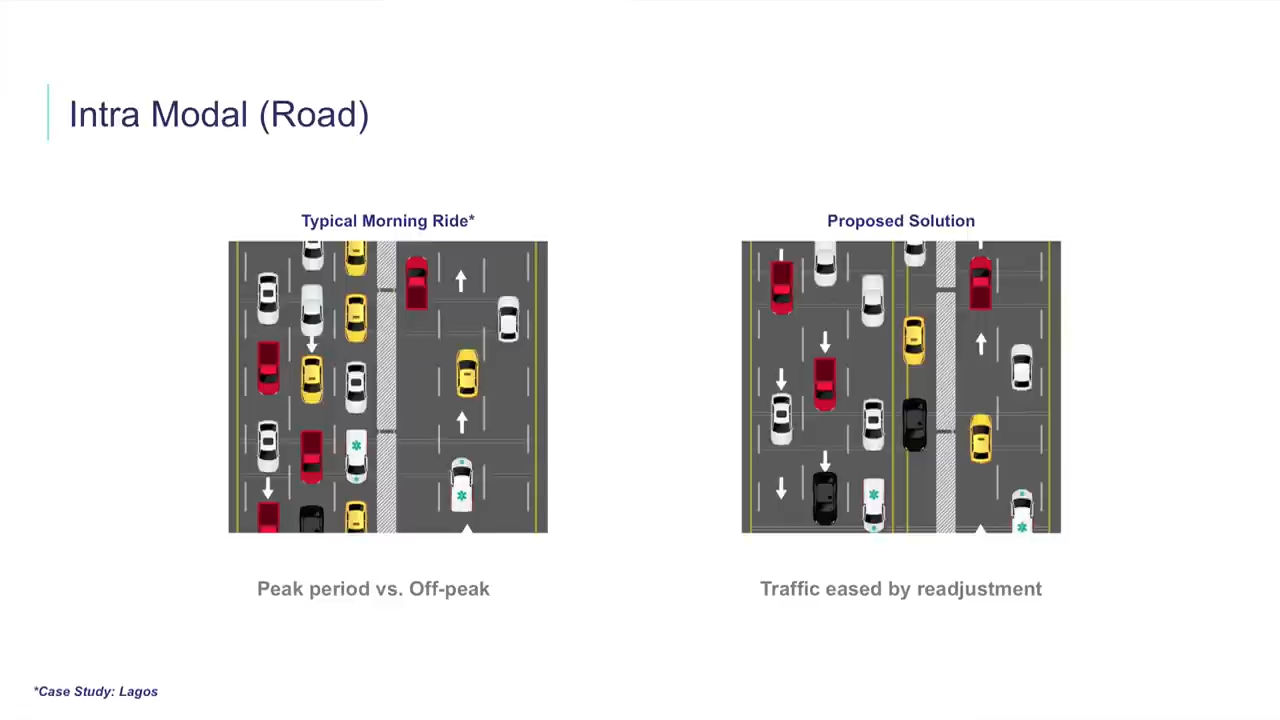 Intra Modal (Road)
Typical Morning Ride*
Proposed Solution
Peak period vs. Off-peak
Traffic eased by readjustment
*Case Study: Lagos